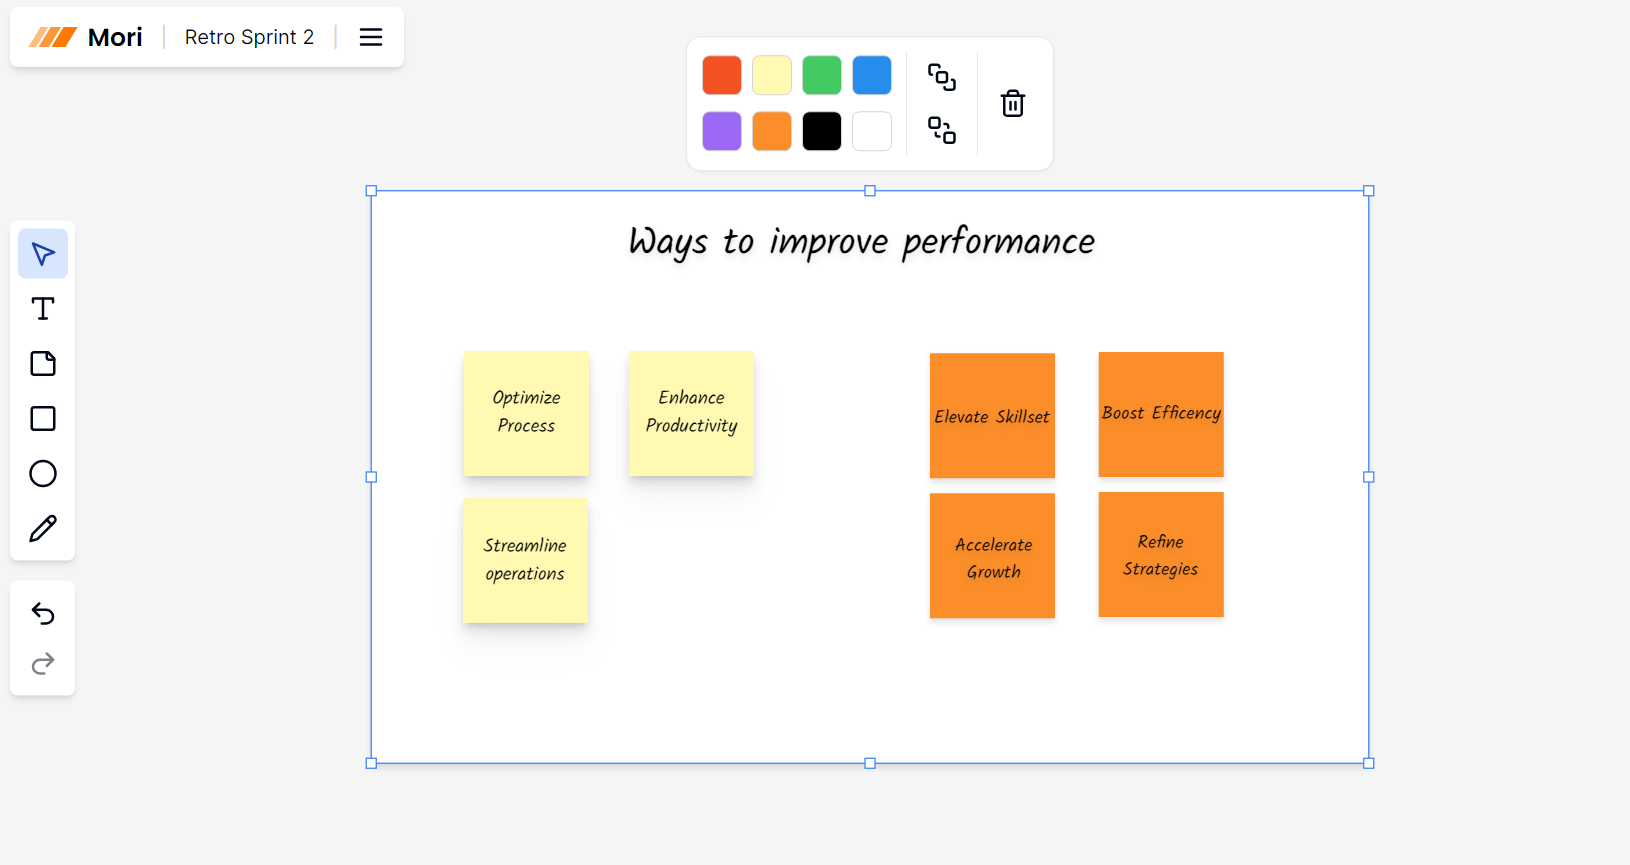 Mori
Retro Sprint 2
Ways to improve performance
Optimize
Process
Enhance
Productivity
Streamline
operations
Elevate Skillset
Boost Efficency
Accelerate
Growth
Refine
Strategies